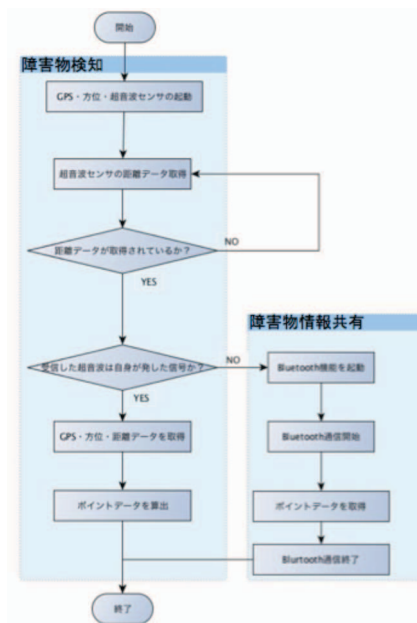 開始
障害物検知
GPS・方位・超音波センサの起動
超音波センサの距離データ取得
距離データが取得されているか？
NO
YES
受信した超音波は自身が発した信号か？
NO
YES
GPS・方位・距離データを取得
ポイントデータを算出
障害物情報共有
Bluetooth機能を起動
Bluetooth通信開始
ポイントデータを取得
Blurtooth通信終了
終了